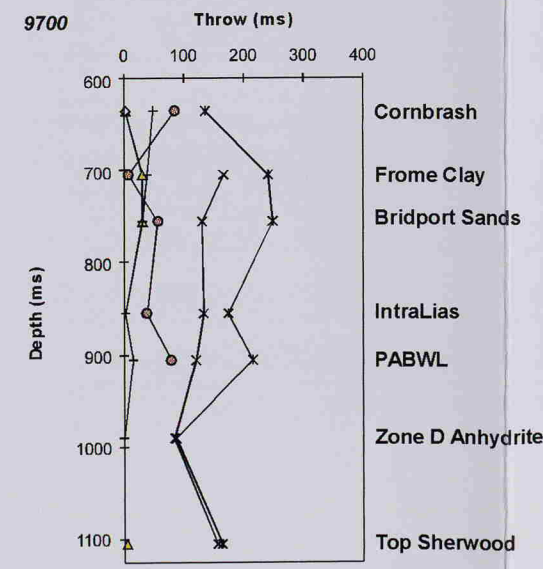 9700
Throw (ms)
0 100 200 300 400
600
Cornbrash
700
Frome Clay
Bridport Sands
800
IntraLias
900
PABWL
Zone D Anhydrite
1000
1100
Top Sherwood
Depth (ms)